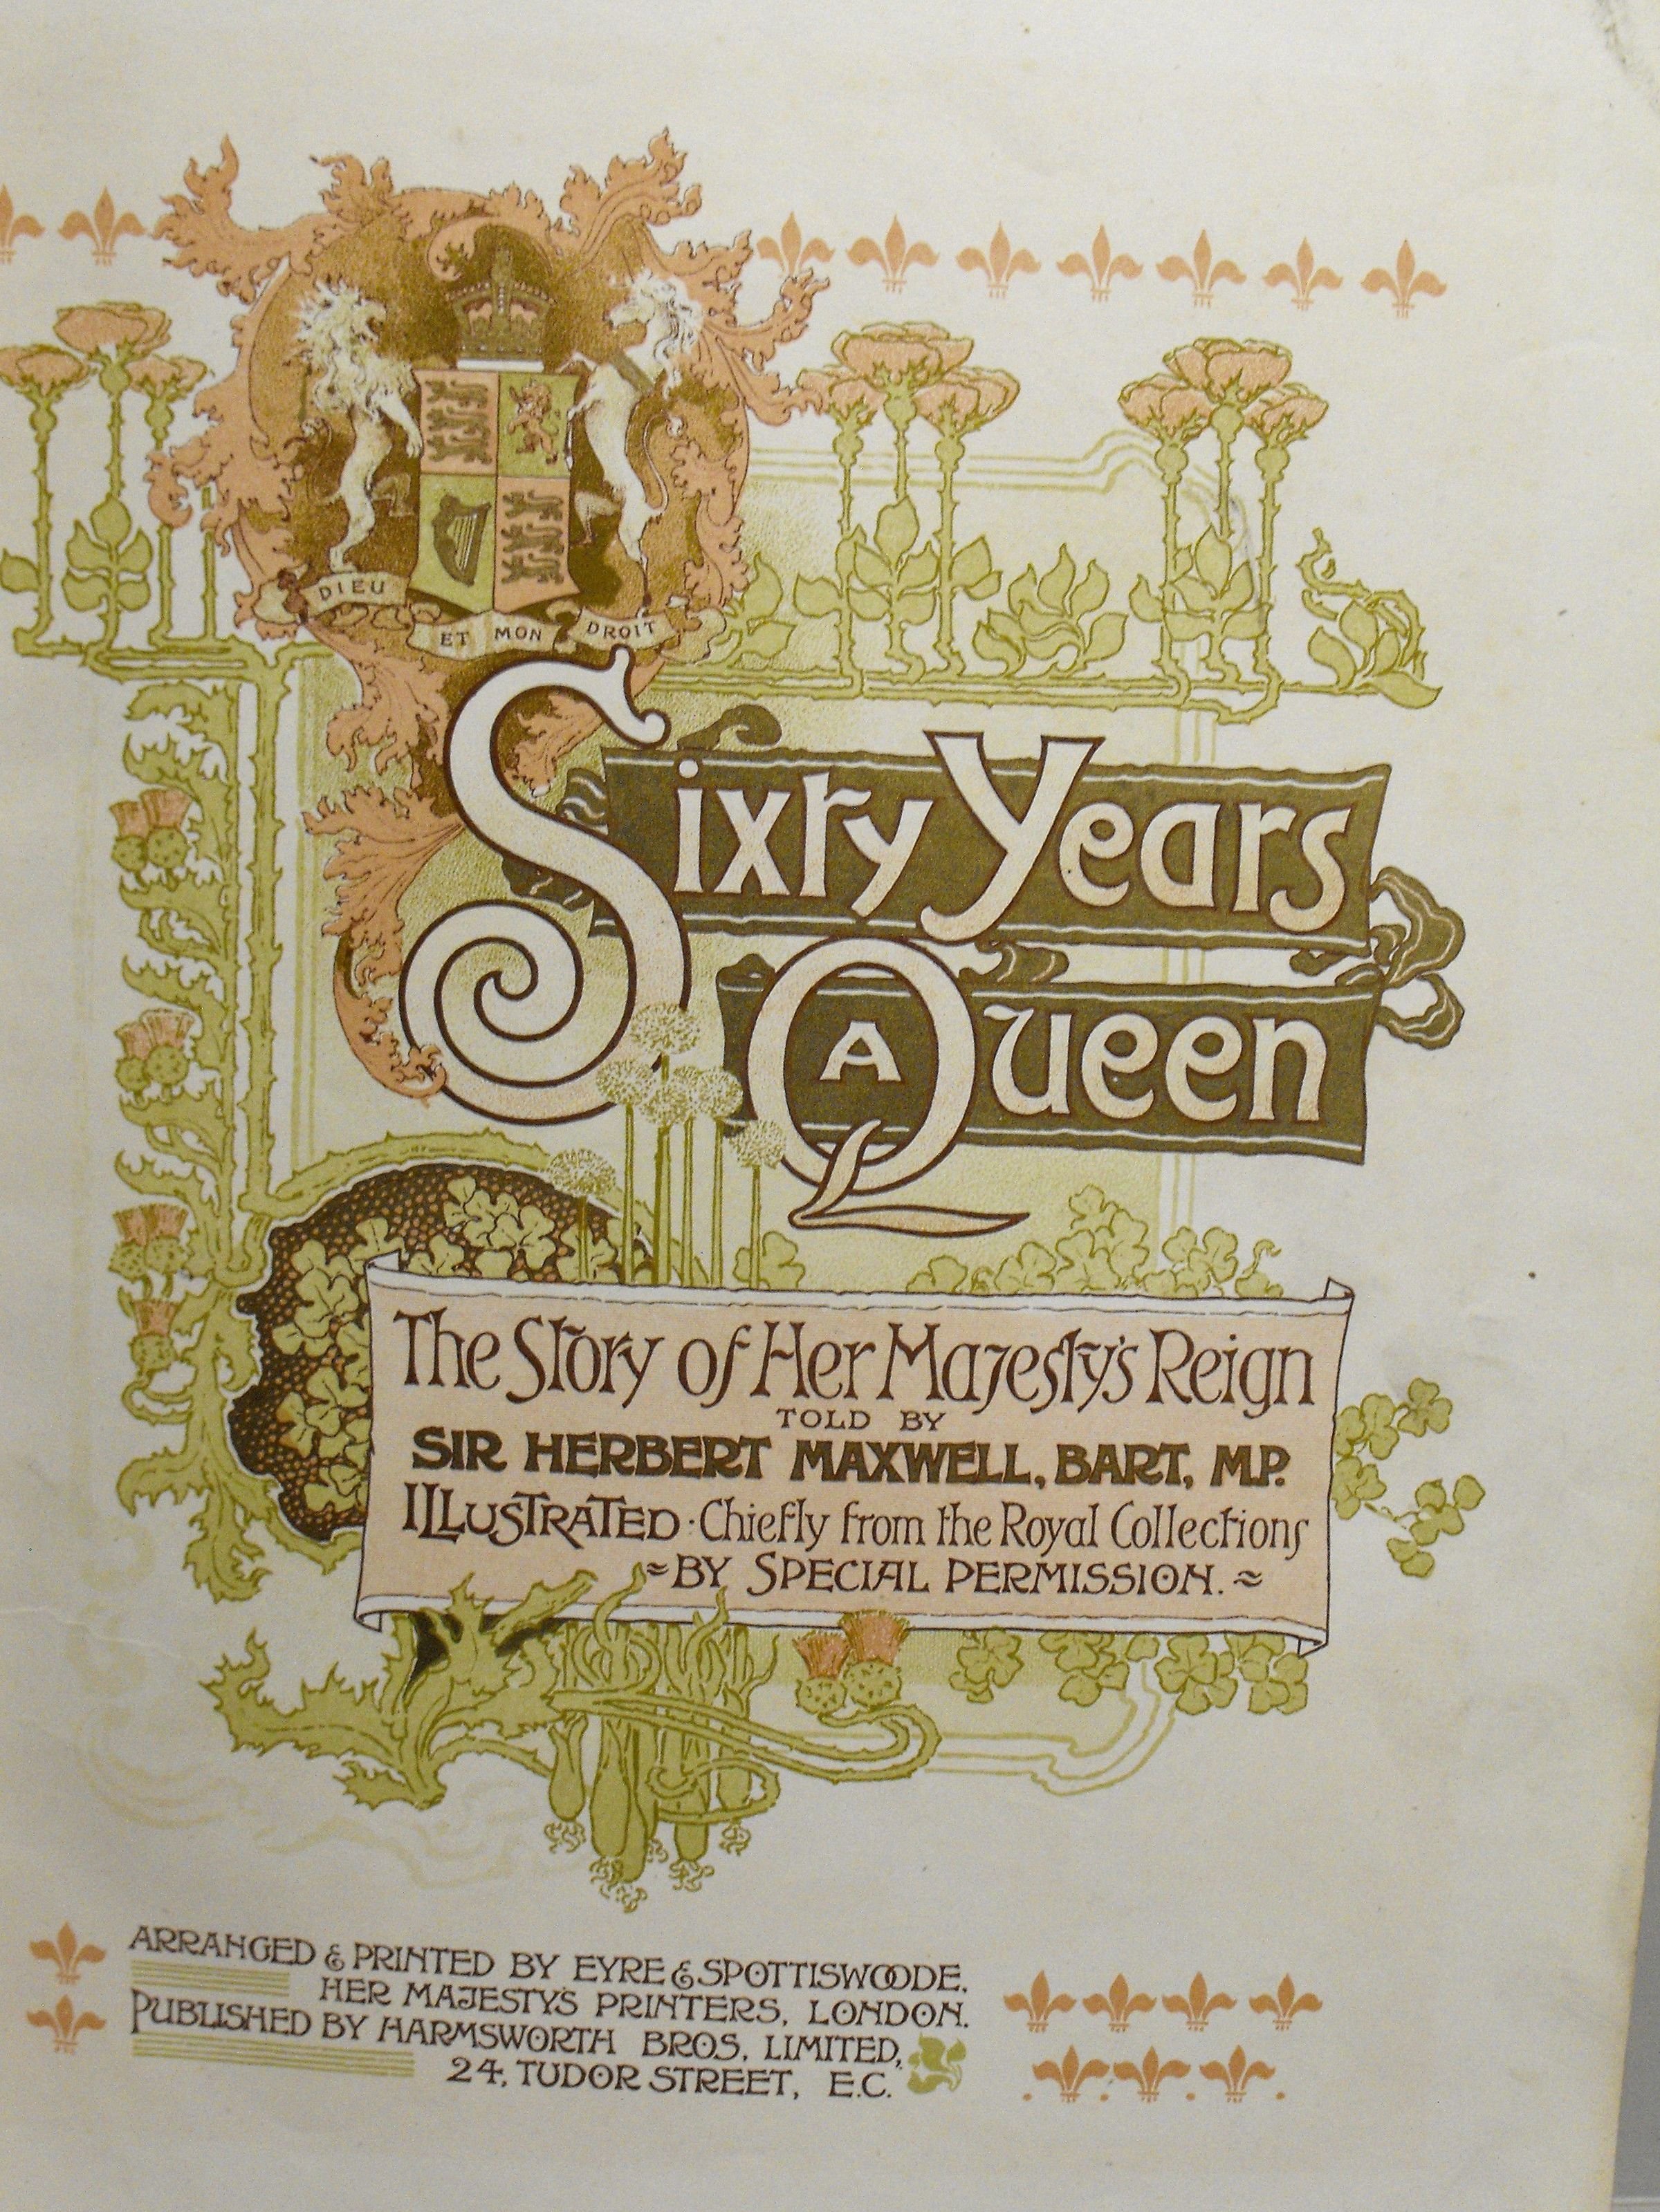 DIEU ET MON DROIT
Sixty Years
A Queen
The Story of Her Majesty's Reign
TOLD BY
SIR HERBERT MAXWELL, BART, M.P.
ILLUSTRATED · Chiefly from the Royal Collections
≈ BY SPECIAL PERMISSION. ≈
ARRANGED & PRINTED BY EYRE & SPOTTISWOODE,
HER MAJESTY'S PRINTERS, LONDON.
PUBLISHED BY HARMSWORTH BROS, LIMITED,
24, TUDOR STREET, E.C.